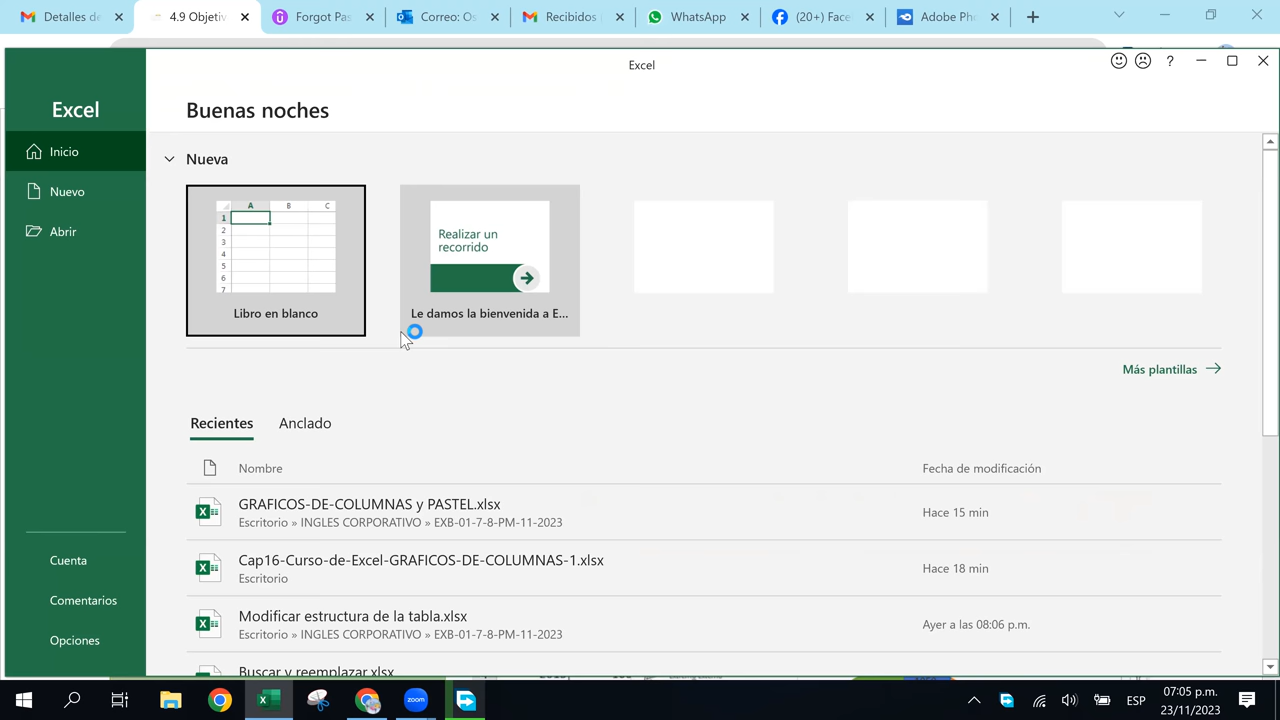 Detalles de
4.9 Objetiv
Forgot Pas
Correo: Os
Recibidos
WhatsApp
(20+) Face
Adobe Ph
Excel
Excel
Buenas noches
Inicio
Nueva
Nuevo
Abrir
A B C
1
2
3
4
5
6
7
Libro en blanco
Realizar un
recorrido
Le damos la bienvenida a E...
Más plantillas
Recientes
Anclado
Nombre
Fecha de modificación
GRAFICOS-DE-COLUMNAS y PASTEL.xlsx
Escritorio » INGLES CORPORATIVO » EXB-01-7-8-PM-11-2023
Hace 15 min
Cap16-Curso-de-Excel-GRAFICOS-DE-COLUMNAS-1.xlsx
Escritorio
Hace 18 min
Modificar estructura de la tabla.xlsx
Escritorio » INGLES CORPORATIVO » EXB-01-7-8-PM-11-2023
Ayer a las 08:06 p.m.
Buscar y reemplazar.xlsx
Cuenta
Comentarios
Opciones
zoom
ESP
07:05 p.m.
23/11/2023